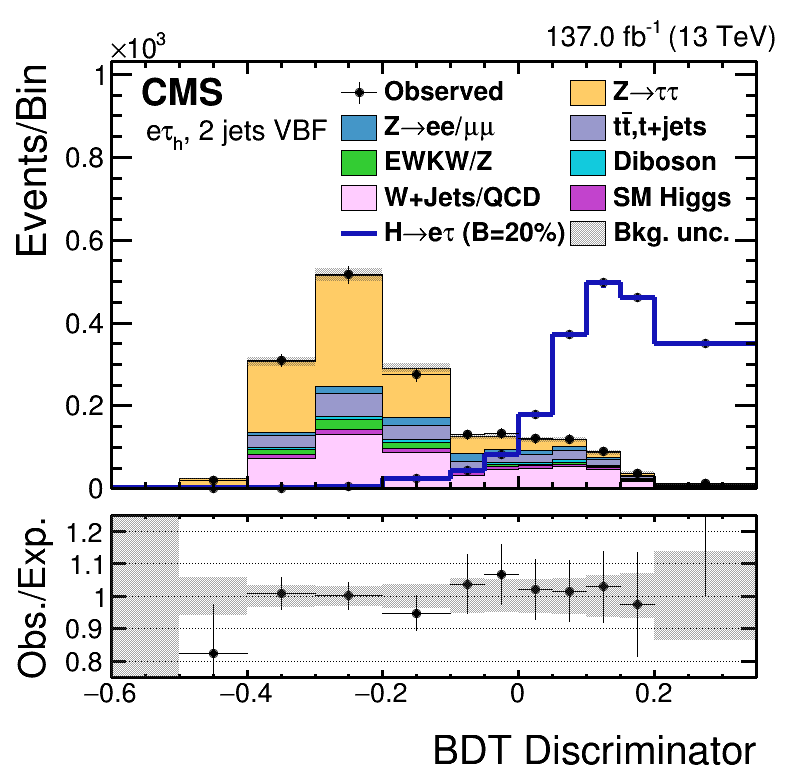 137.0 fb-1 (13 TeV)
×10³
CMS
eτh, 2 jets VBF
Observed
Z→ττ
Z→ee/μμ
tt̄,t+jets
EWKW/Z
Diboson
W+Jets/QCD
SM Higgs
H→eτ (B=20%)
Bkg. unc.
Events/Bin
1
0.8
0.6
0.4
0.2
0
Obs./Exp.
1.2
1.1
1
0.9
0.8
−0.6 −0.4 −0.2 0 0.2
BDT Discriminator